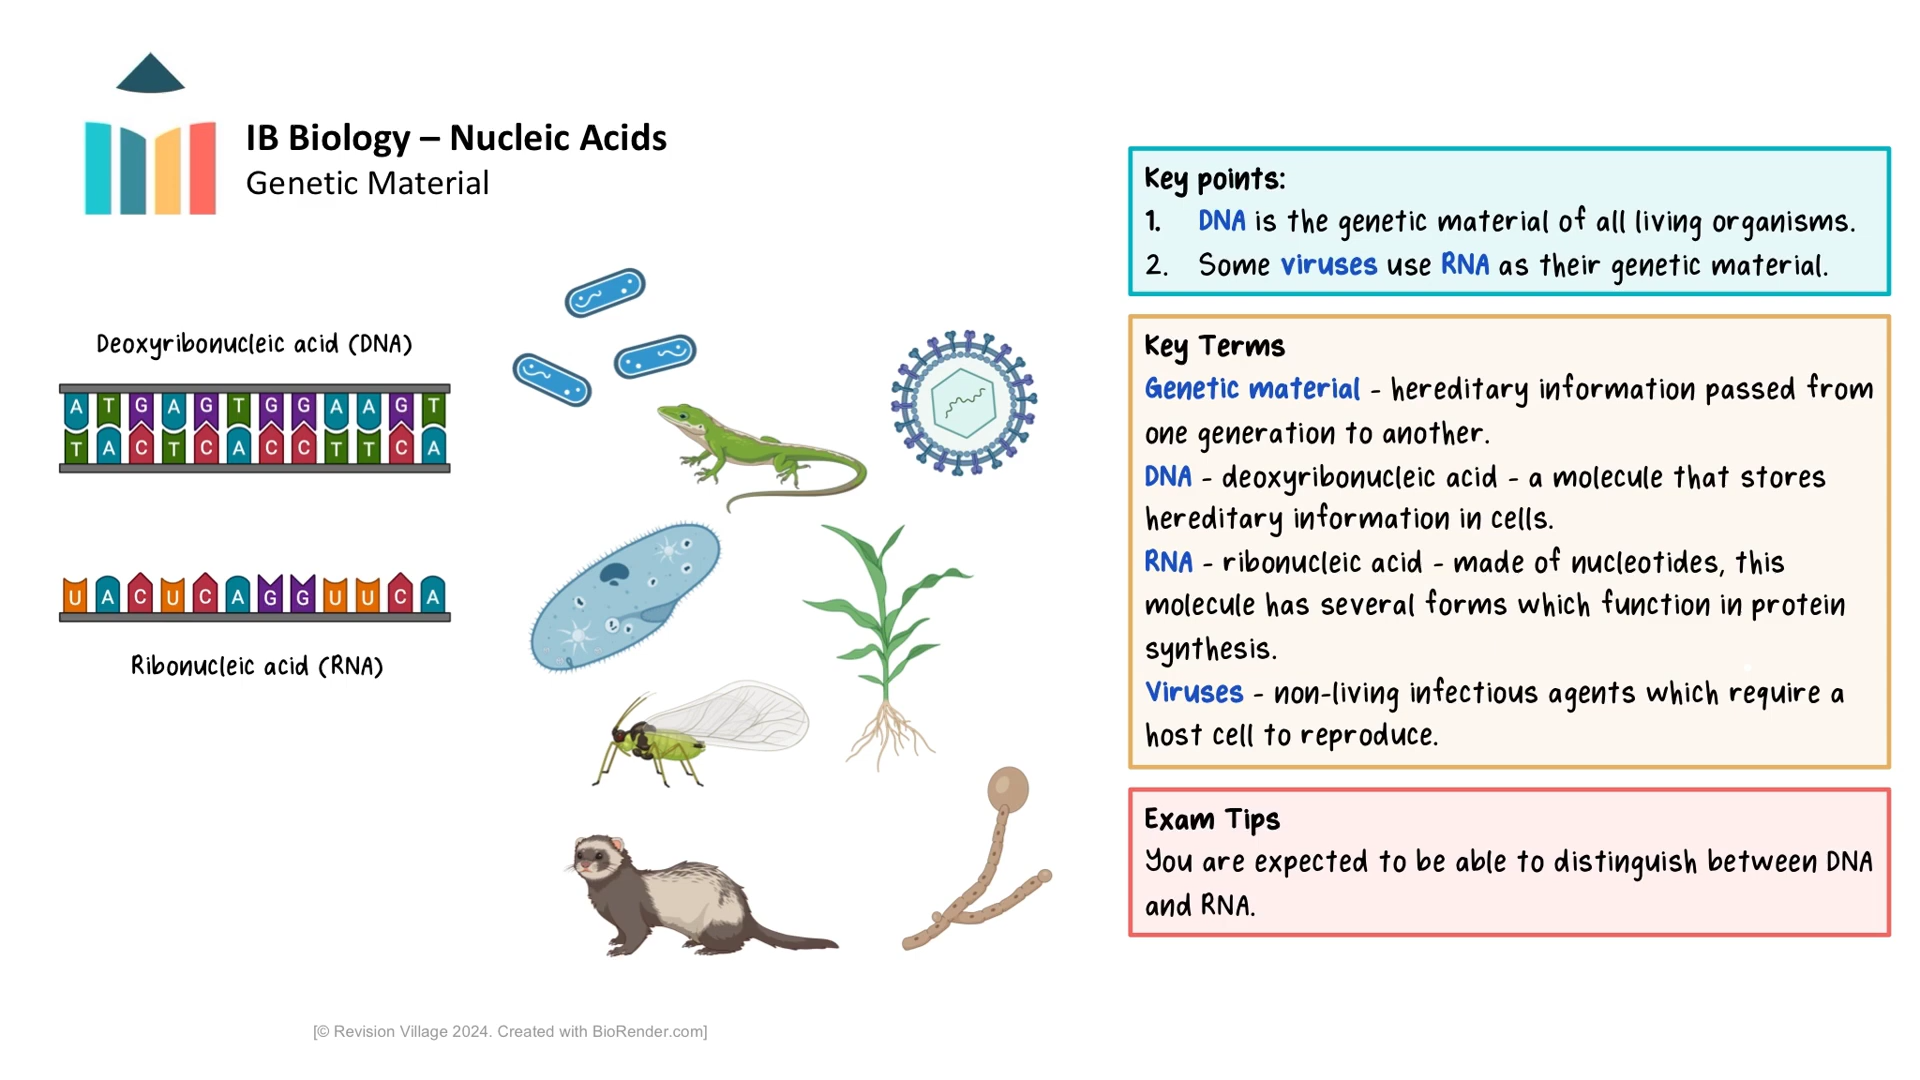 IB Biology – Nucleic Acids
Genetic Material
Deoxyribonucleic acid (DNA)
A T G A G T G G A A G T
T A C T C A C C T T C A
U A C U C A G G U U C A
Ribonucleic acid (RNA)
Key points:
1. DNA is the genetic material of all living organisms.
2. Some viruses use RNA as their genetic material.
Key Terms
Genetic material - hereditary information passed from
one generation to another.
DNA - deoxyribonucleic acid - a molecule that stores
hereditary information in cells.
RNA - ribonucleic acid - made of nucleotides, this
molecule has several forms which function in protein
synthesis.
Viruses - non-living infectious agents which require a
host cell to reproduce.
Exam Tips
You are expected to be able to distinguish between DNA
and RNA.
[© Revision Village 2024. Created with BioRender.com]